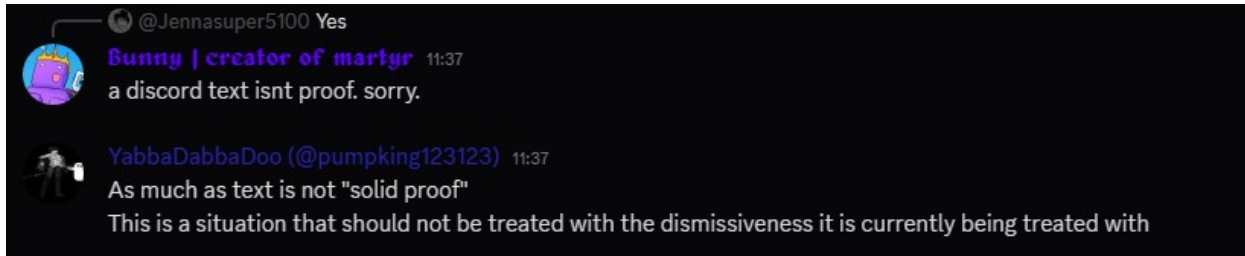 @Jennasuper5100 Yes
Bunny | creator of martyr 11:37
a discord text isnt proof. sorry.
YabbaDabbaDoo (@pumpking123123) 11:37
As much as text is not "solid proof"
This is a situation that should not be treated with the dismissiveness it is currently being treated with